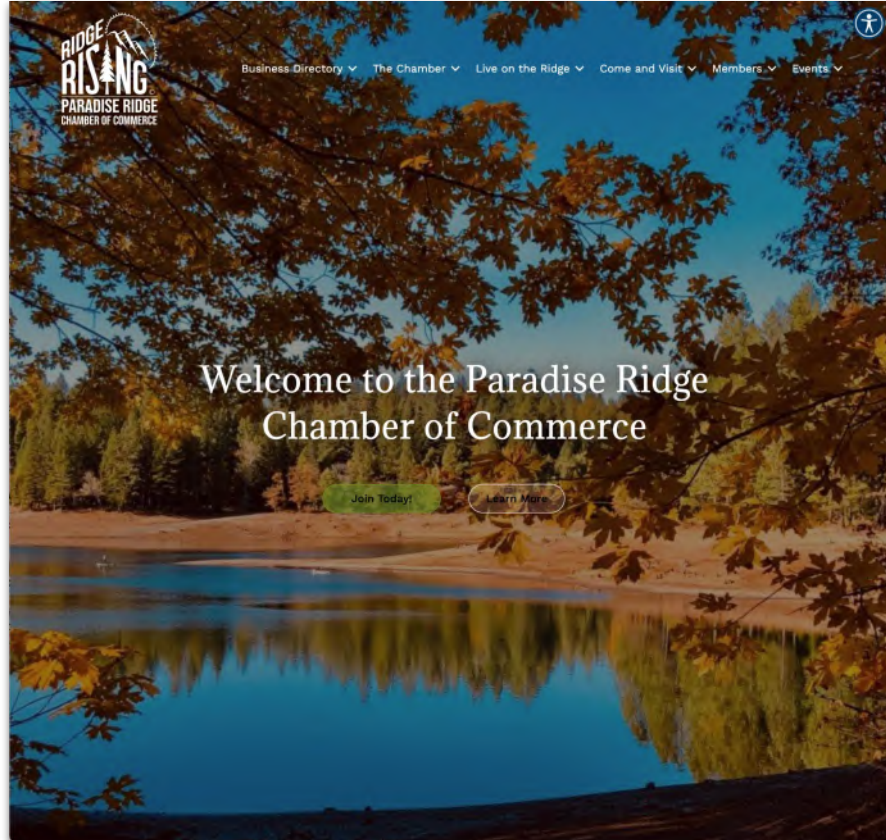 RIDGE
RISING
PARADISE RIDGE
CHAMBER OF COMMERCE
Business Directory
The Chamber
Live on the Ridge
Come and Visit
Members
Events
Welcome to the Paradise Ridge
Chamber of Commerce
Join Today!
Learn More